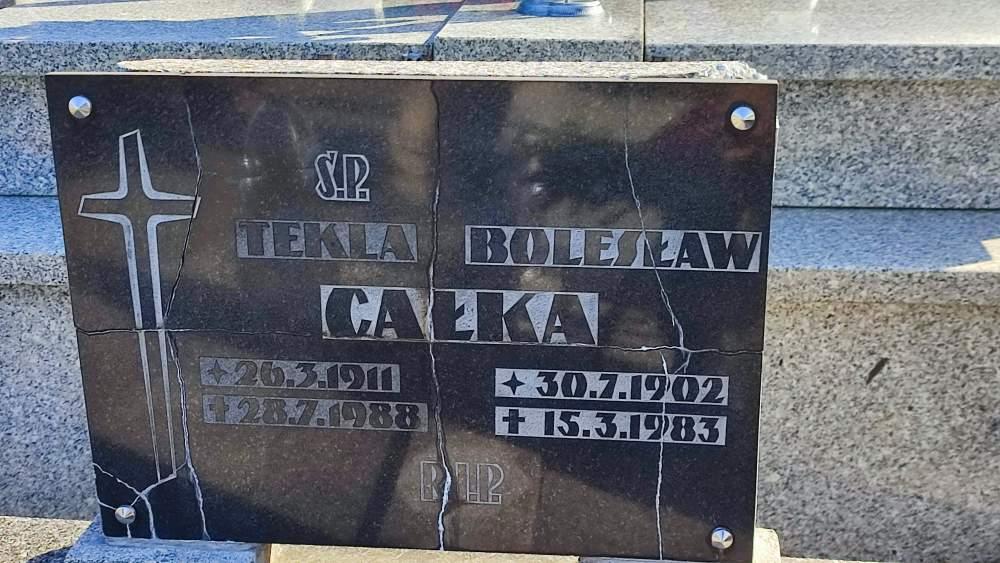 Ś.P.
TEKLA BOLESŁAW
CAŁKA
✦ 26.3.1911 ✦ 30.7.1902
✝ 28.7.1988 ✝ 15.3.1983
R.I.P.